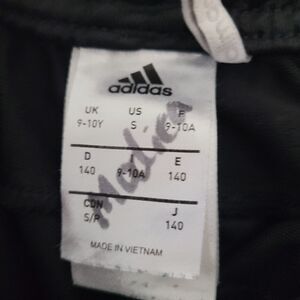 adidas
UK US F
9-10Y S 9-10A
D I E
140 9-10A 140
CDN J
S/P 140
MADE IN VIETNAM